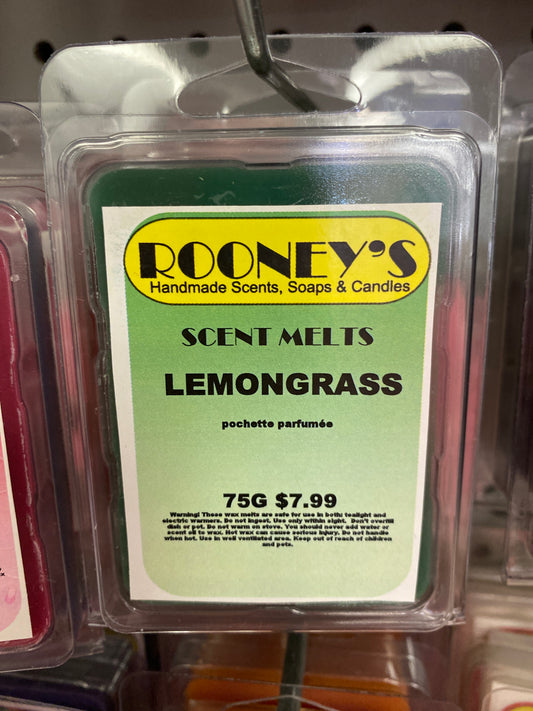 ROONEY'S
Handmade Scents, Soaps & Candles
SCENT MELTS
LEMONGRASS
pochette parfumée
75G $7.99
Warning! These wax melts are safe for use in both: tealight and
electric warmers. Do not ingest. Use only within sight. Don't overfill
dish or pot. Do not warm on stove. You should never add water or
scent oil to wax. Hot wax can cause serious injury. Do not handle
when hot. Use in well ventilated area. Keep out of reach of children
and pets.